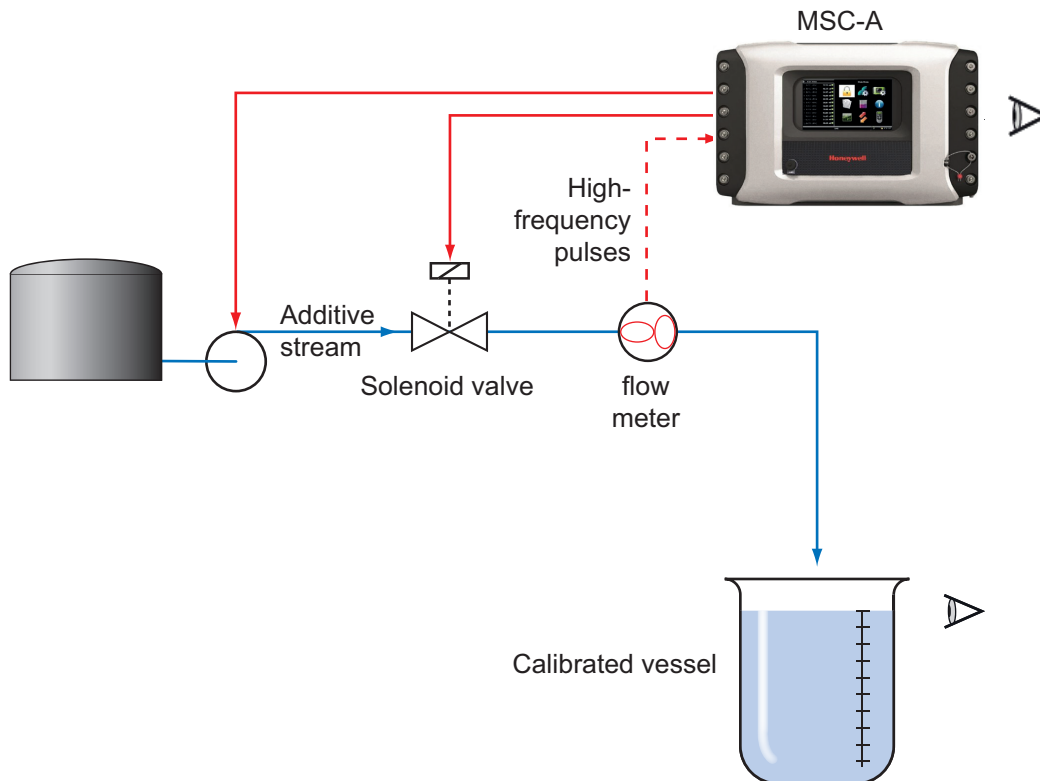 MSC-A
Honeywell
High-
frequency
pulses
Additive
stream
Solenoid valve
flow
meter
Calibrated vessel